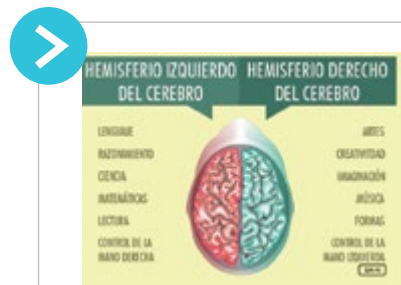 HEMISFERIO IZQUIERDO
DEL CEREBRO
HEMISFERIO DERECHO
DEL CEREBRO
LENGUAJE
RAZONAMIENTO
CIENCIA
MATEMÁTICAS
LECTURA
CONTROL DE LA
MANO DERECHA
ARTES
CREATIVIDAD
IMAGINACIÓN
MÚSICA
FORMAS
CONTROL DE LA
MANO IZQUIERDA